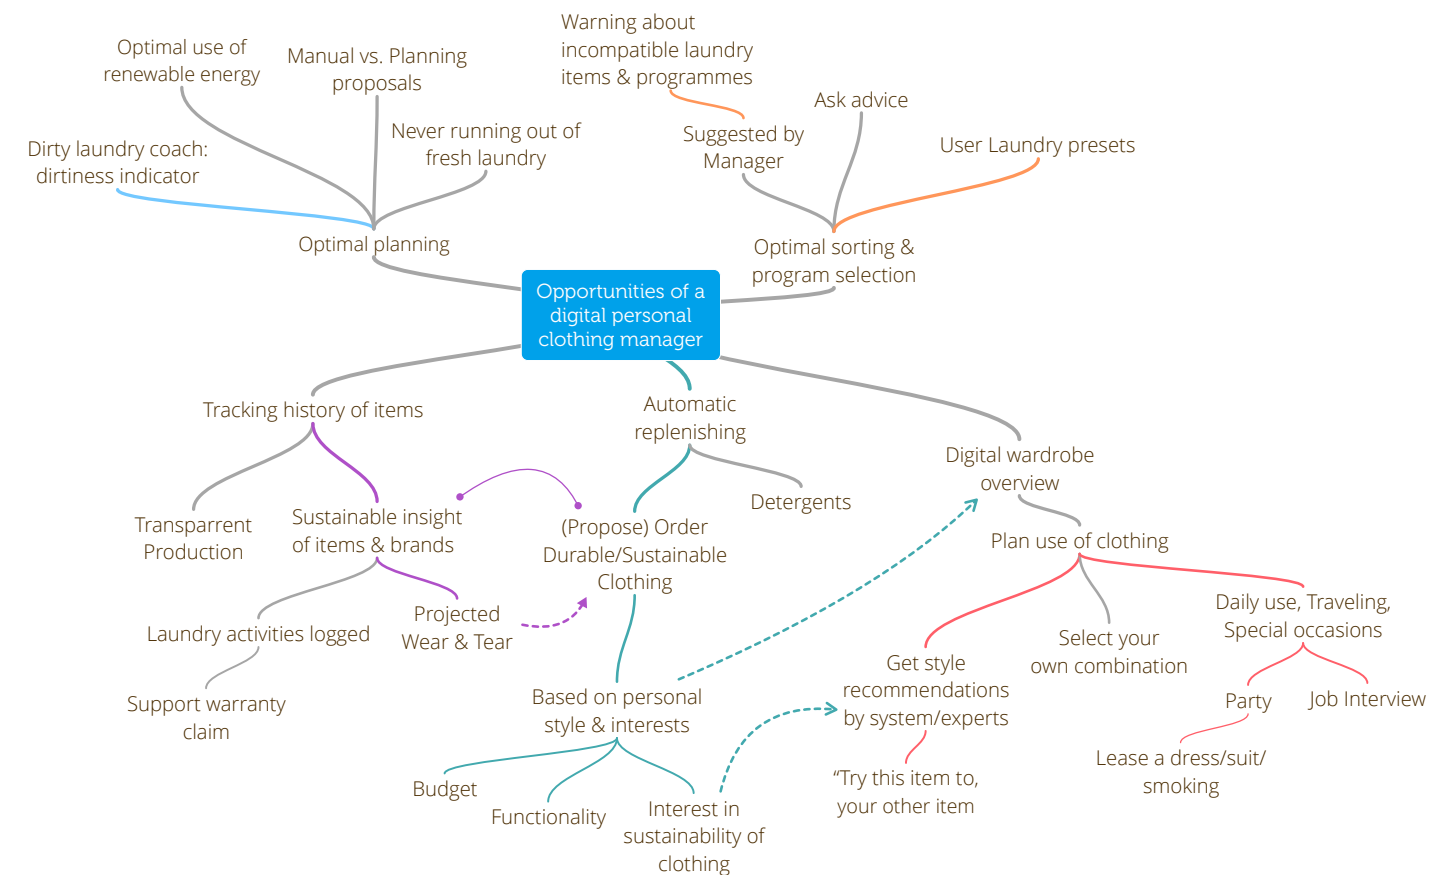 Optimal use of
renewable energy
Manual vs. Planning
proposals
Warning about
incompatible laundry
items & programmes
Ask advice
Never running out of
fresh laundry
Suggested by
Manager
User Laundry presets
Dirty laundry coach:
dirtiness indicator
Optimal planning
Optimal sorting &
program selection
Opportunities of a
digital personal
clothing manager
Tracking history of items
Automatic
replenishing
Digital wardrobe
overview
Transparrent
Production
Sustainable insight
of items & brands
(Propose) Order
Durable/Sustainable
Clothing
Detergents
Plan use of clothing
Laundry activities logged
Projected
Wear & Tear
Support warranty
claim
Based on personal
style & interests
Get style
recommendations
by system/experts
Select your
own combination
Daily use, Traveling,
Special occasions
Party
Job Interview
Lease a dress/suit/
smoking
Budget
Functionality
Interest in
sustainability of
clothing
“Try this item to,
your other item